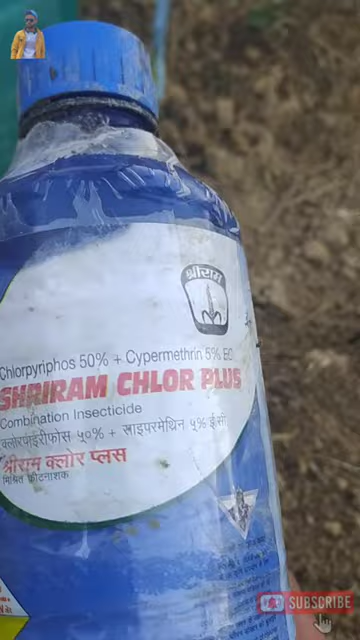 श्रीराम
Chlorpyriphos 50% + Cypermethrin 5% EC
SHRIRAM CHLOR PLUS
Combination Insecticide
क्लोरपाईरीफोस ५०% + साइपरमेथिन ५% ई.सी.
श्रीराम क्लोर प्लस
मिश्रित कीटनाशक
SUBSCRIBE